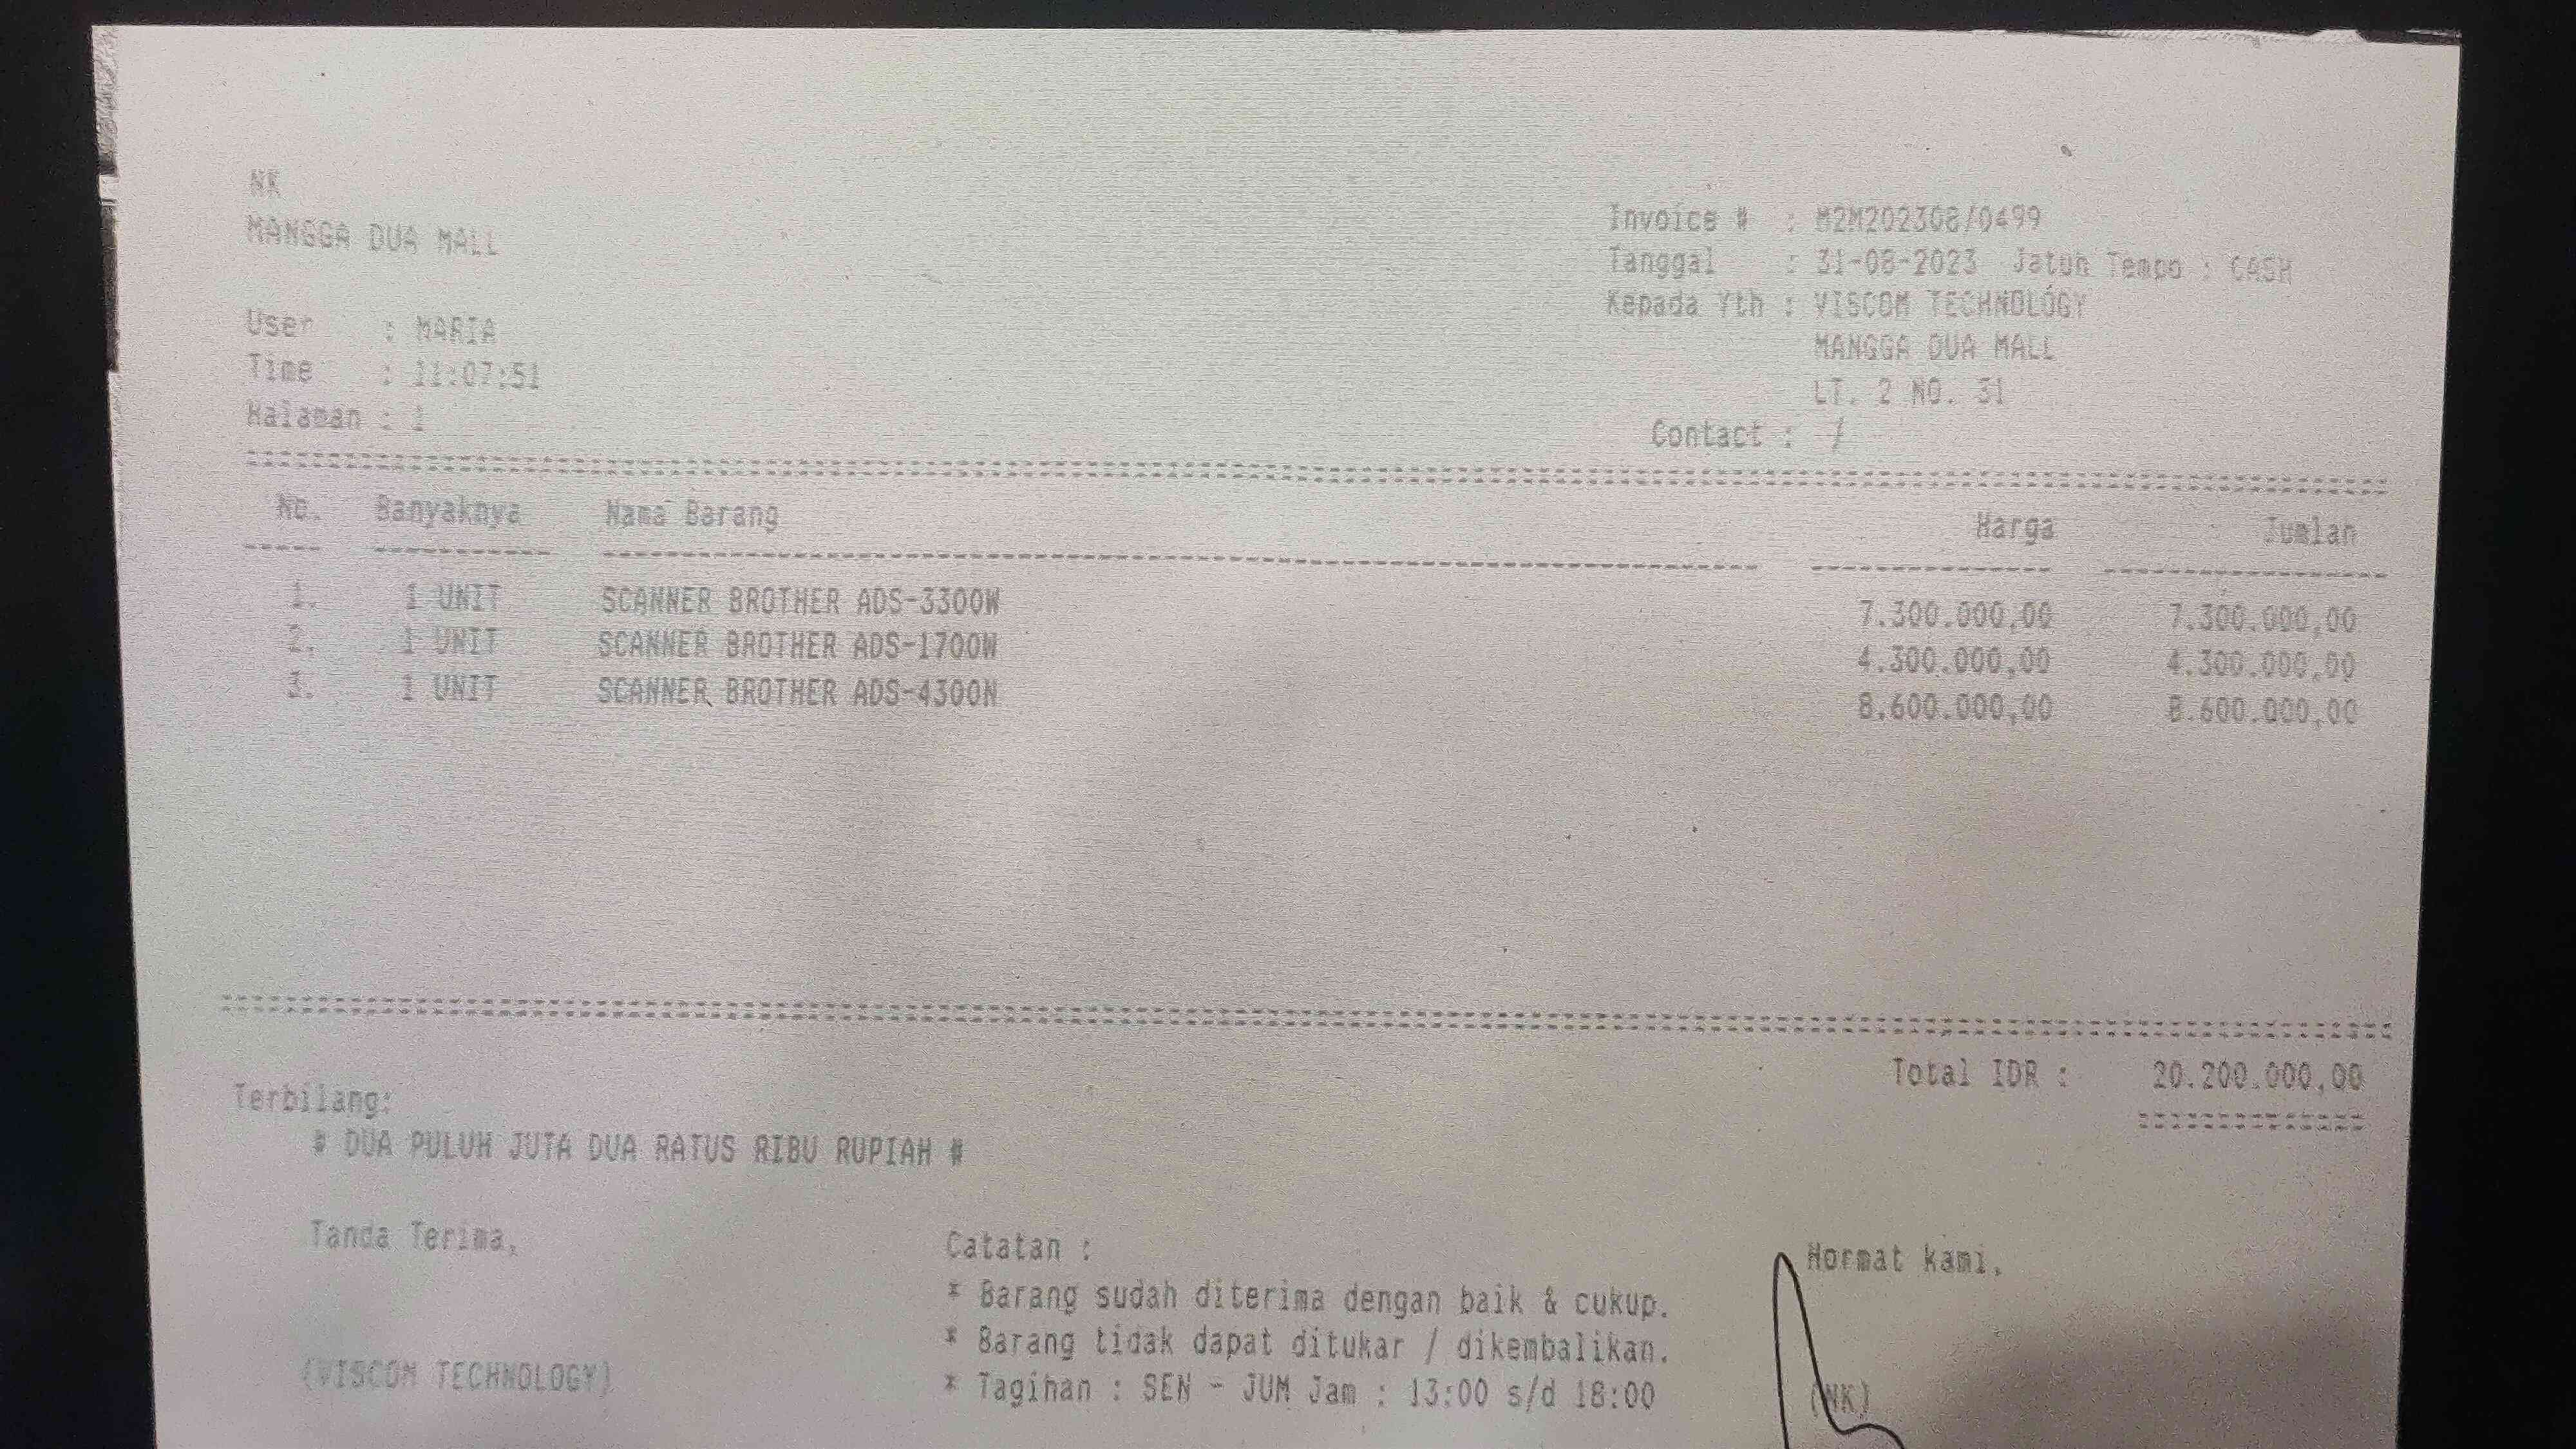 NK
MANGGA DUA MALL
Invoice # : M2M202308/0499
Tanggal : 31-08-2023 Jatuh Tempo : CASH
Kepada Yth : VISCOM TECHNOLOGY
MANGGA DUA MALL
LT. 2 NO. 31
Contact : /
User : MARIA
Time : 11:07:51
Halaman : 1
No. Banyaknya Nama Barang Harga Jumlah
1. 1 UNIT SCANNER BROTHER ADS-3300W 7.300.000,00 7.300.000,00
2. 1 UNIT SCANNER BROTHER ADS-1700W 4.300.000,00 4.300.000,00
3. 1 UNIT SCANNER BROTHER ADS-4300N 8.600.000,00 8.600.000,00
Total IDR : 20.200.000,00
Terbilang:
# DUA PULUH JUTA DUA RATUS RIBU RUPIAH #
Tanda Terima,
(VISCOM TECHNOLOGY)
Catatan :
* Barang sudah diterima dengan baik & cukup.
* Barang tidak dapat ditukar / dikembalikan.
* Tagihan : SEN - JUM Jam : 13:00 s/d 18:00
Hormat kami,
(NK)